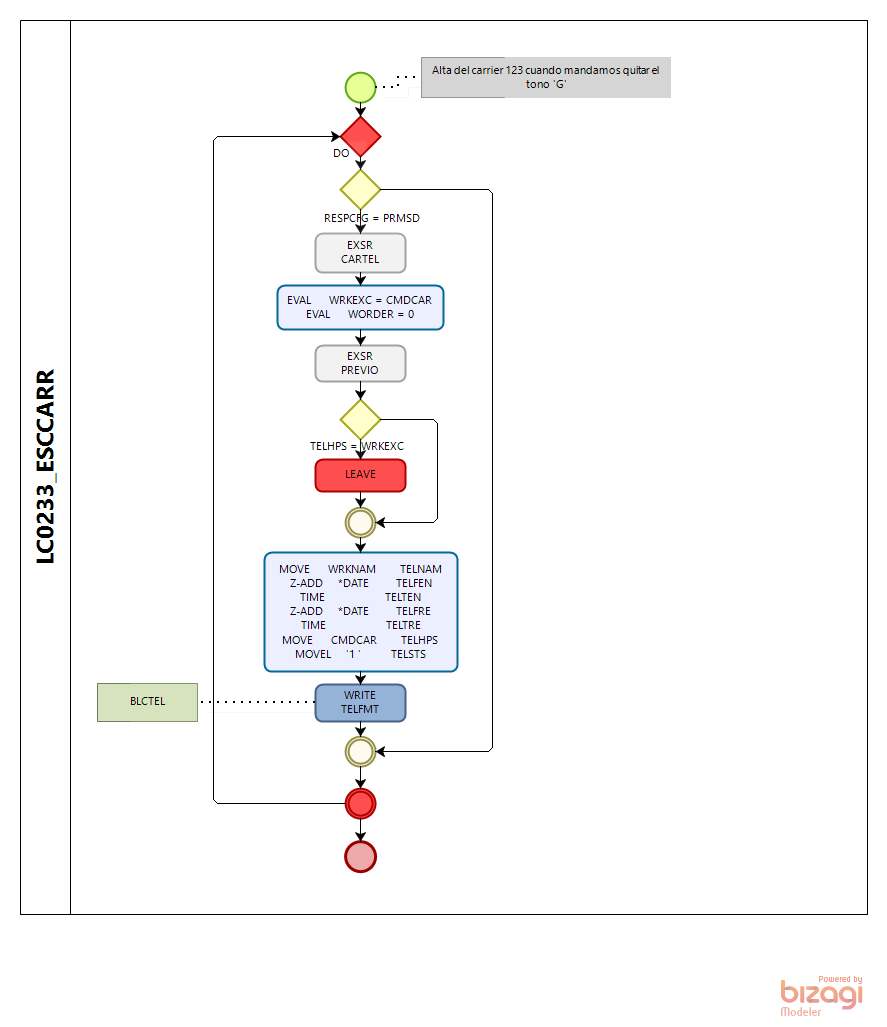 Alta del carrier 123 cuando mandamos quitar el
tono 'G'
DO
RESPCFG = PRMSD
EXSR
CARTEL
EVAL WRKEXC = CMDCAR
EVAL WORDER = 0
EXSR
PREVIO
TELHPS = WRKEXC
LEAVE
MOVE WRKNAM TELNAM
Z-ADD *DATE TELFEN
TIME TELTEN
Z-ADD *DATE TELFRE
TIME TELTRE
MOVE CMDCAR TELHPS
MOVEL '1 ' TELSTS
BLCTEL
WRITE
TELFMT
LC0233_ESCCARR
Powered by
bizagi
Modeler